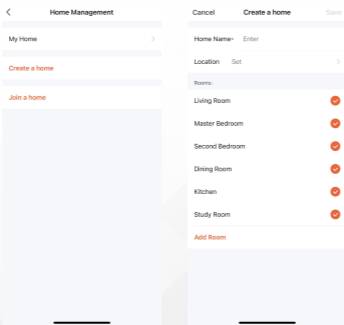 Home Management
My Home
Create a home
Join a home
Cancel Create a home Save
Home Name* Enter
Location Set
Rooms:
Living Room
Master Bedroom
Second Bedroom
Dining Room
Kitchen
Study Room
Add Room